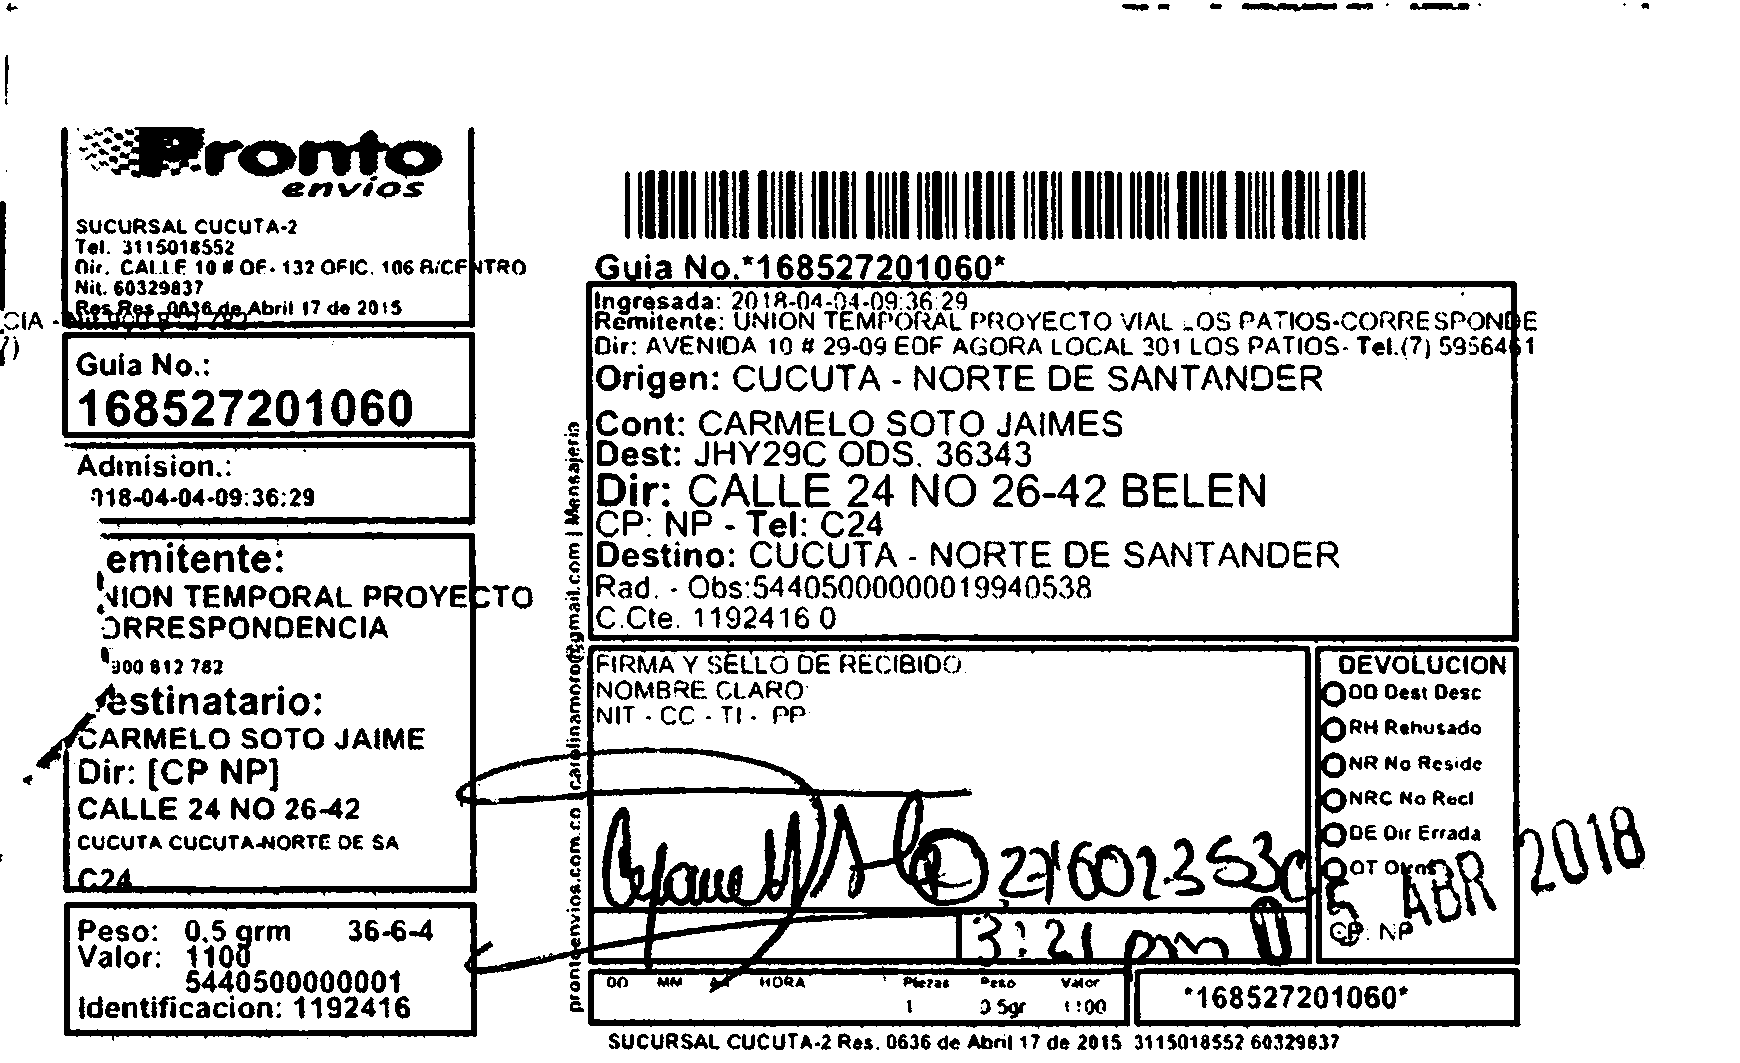 Pronto
envios
SUCURSAL CUCUTA-2
Tel. 3115018552
Dir. CALLE 10 # OF- 132 OFIC. 106 B/CENTRO
Nit. 60329837
Res.Res. 0636 de Abril 17 de 2015
CIA -
7)
Guia No.:
168527201060
Admision.:
018-04-04-09:36:29
emitente:
NION TEMPORAL PROYECTO
ORRESPONDENCIA
900 812 782
estinatario:
CARMELO SOTO JAIME
Dir: [CP NP]
CALLE 24 NO 26-42
CUCUTA CUCUTA-NORTE DE SA
C24
Peso: 0.5 grm 36-6-4
Valor: 1100
5440500000001
Identificacion: 1192416
prontoenvios.com.co carolinamoro@gmail.com | Mensajeria
Guia No.*168527201060*
Ingresada: 2018-04-04-09:36:29
Remitente: UNION TEMPORAL PROYECTO VIAL LOS PATIOS-CORRESPONDE
Dir: AVENIDA 10 # 29-09 EDF AGORA LOCAL 301 LOS PATIOS- Tel.(7) 5956461
Origen: CUCUTA - NORTE DE SANTANDER
Cont: CARMELO SOTO JAIMES
Dest: JHY29C ODS. 36343
Dir: CALLE 24 NO 26-42 BELEN
CP: NP - Tel: C24
Destino: CUCUTA - NORTE DE SANTANDER
Rad. - Obs:54405000000019940538
C.Cte. 1192416 0
FIRMA Y SELLO DE RECIBIDO
NOMBRE CLARO
NIT - CC - TI - PP
3:21 pm
DEVOLUCION
DD Dest Desc
RH Rehusado
NR No Reside
NRC No Recl
DE Dir Errada
OT Otros
5 ABR 2018
CP: NP
DD MM AA HORA Piezas Peso Valor
1 0.5gr 1100
*168527201060*
SUCURSAL CUCUTA-2 Res. 0636 de Abril 17 de 2015 3115018552 60329837